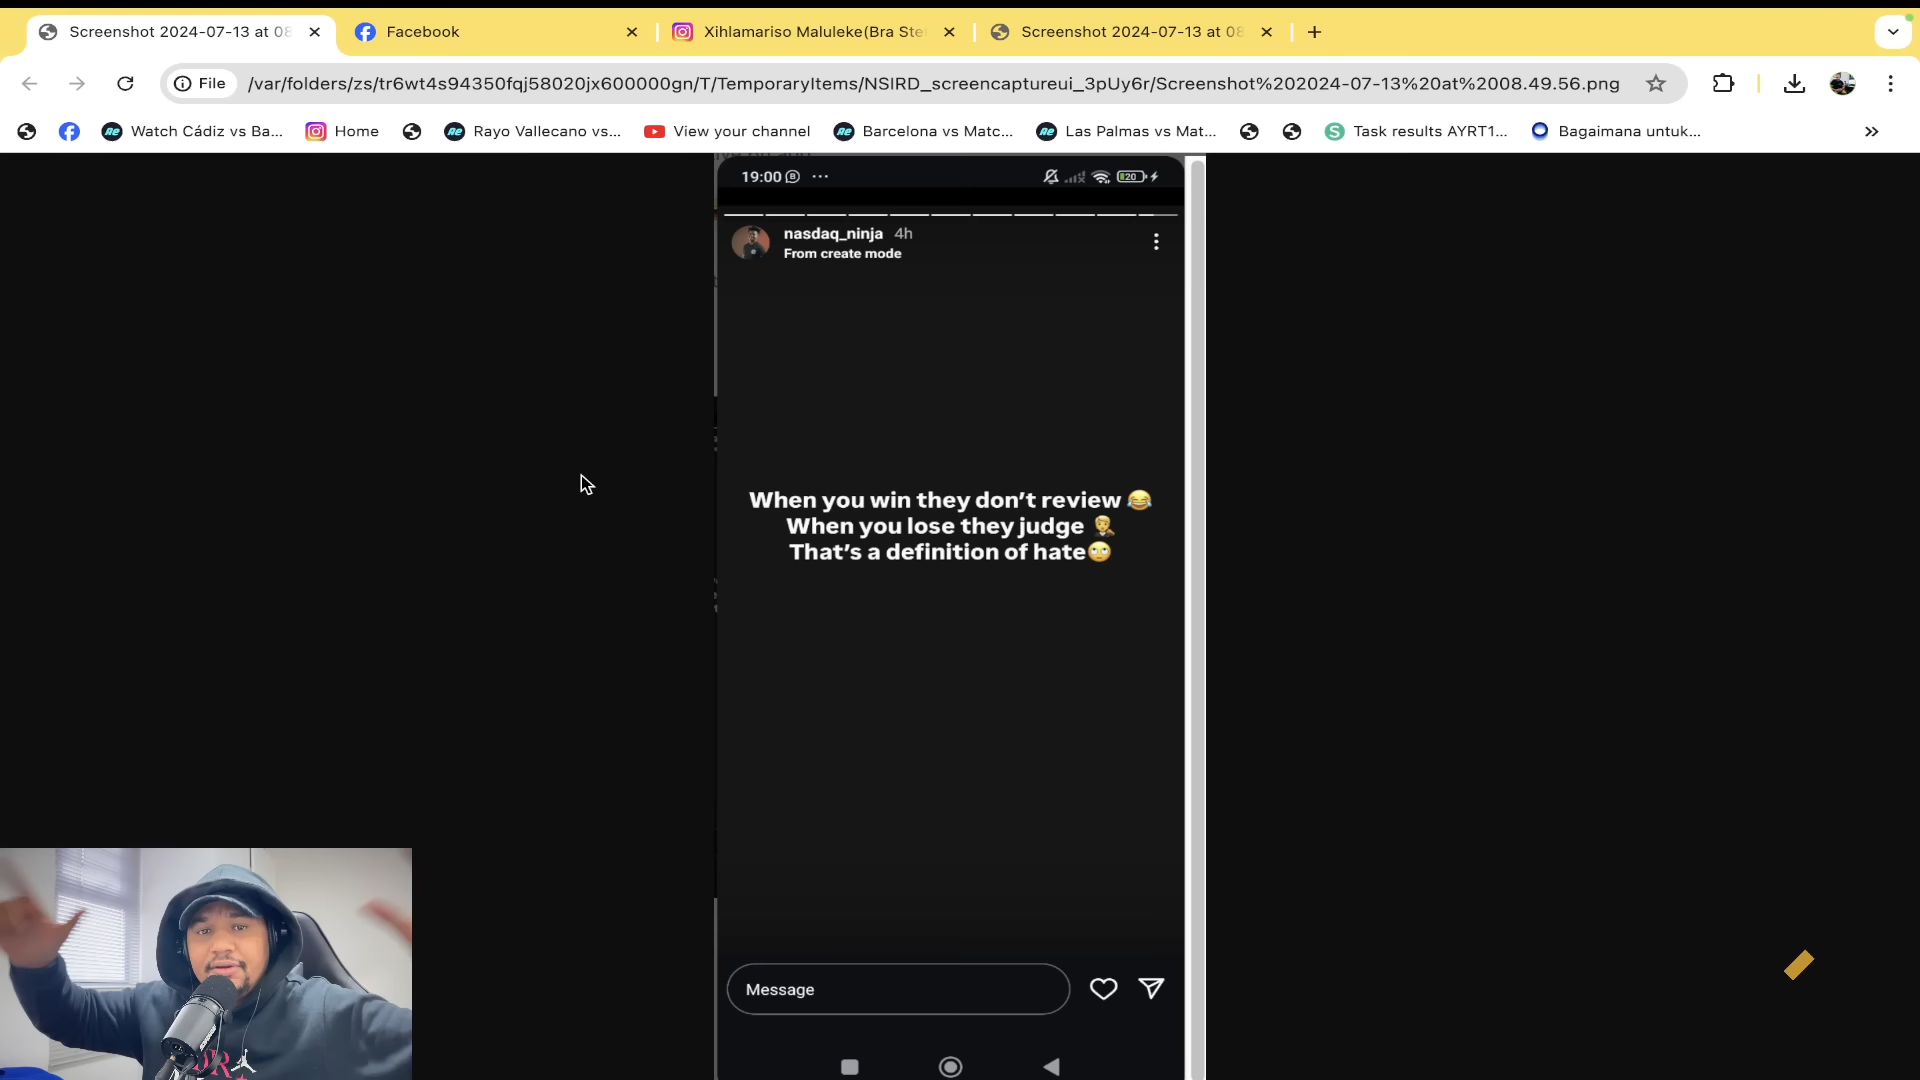 Screenshot 2024-07-13 at 08
Facebook
Xihlamariso Maluleke(Bra Ste
Screenshot 2024-07-13 at 08
File
/var/folders/zs/tr6wt4s94350fqj58020jx600000gn/T/TemporaryItems/NSIRD_screencaptureui_3pUy6r/Screenshot%202024-07-13%20at%2008.49.56.png
Watch Cádiz vs Ba...
Home
Rayo Vallecano vs...
View your channel
Barcelona vs Matc...
Las Palmas vs Mat...
Task results AYRT1...
Bagaimana untuk...
19:00
20
nasdaq_ninja 4h
From create mode
When you win they don’t review 😂
When you lose they judge 🤵
That’s a definition of hate🙄
Message